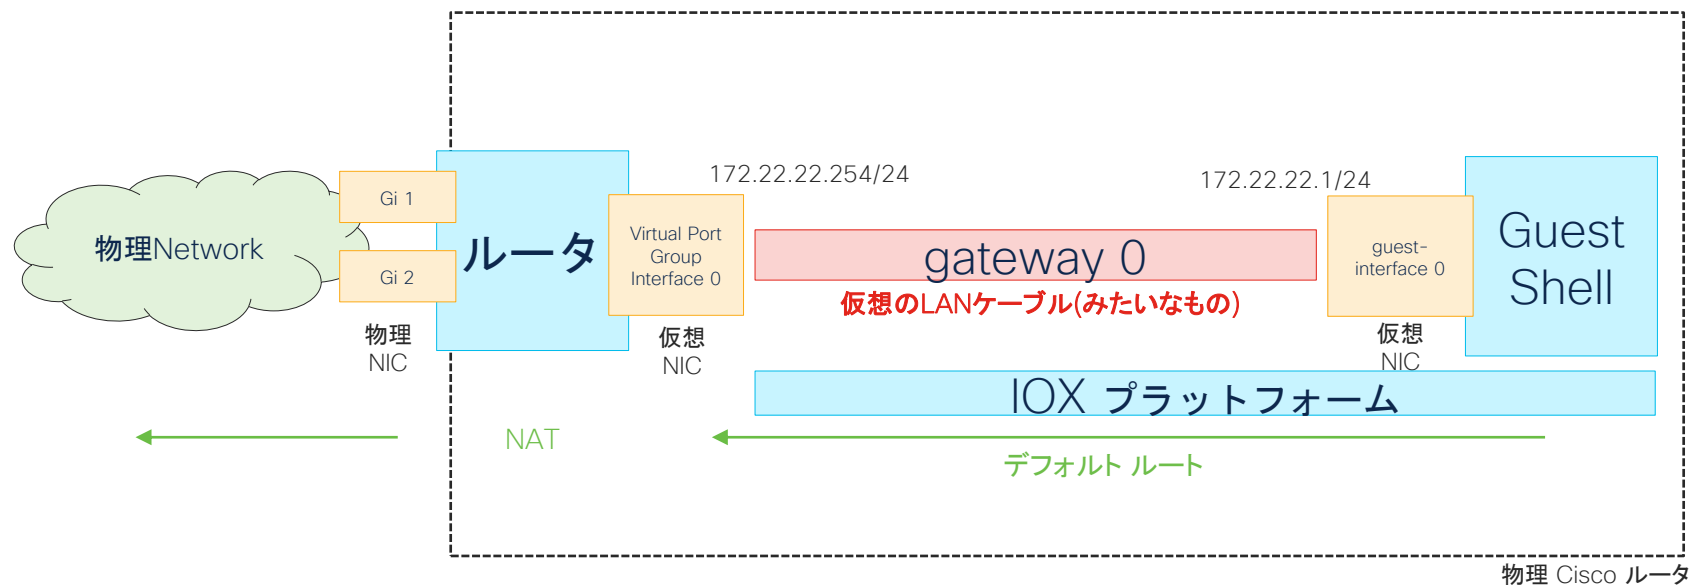 172.22.22.254/24
172.22.22.1/24
Gi 1
Gi 2
物理Network
ルータ
Virtual Port
Group
Interface 0
gateway 0
仮想のLANケーブル(みたいなもの)
guest-
interface 0
Guest
Shell
物理
NIC
仮想
NIC
仮想
NIC
IOX プラットフォーム
NAT
デフォルト ルート
物理 Cisco ルータ